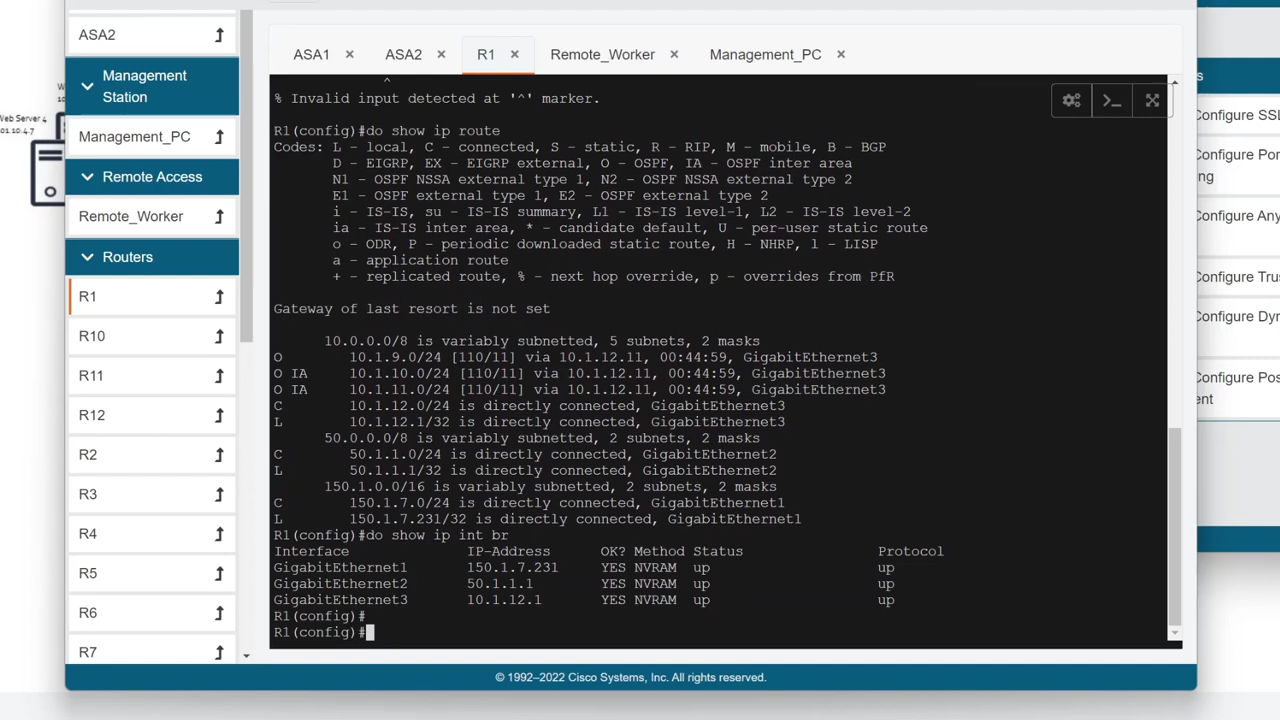 ASA2
Management
Station
Management_PC
Remote Access
Remote_Worker
Routers
R1
R10
R11
R12
R2
R3
R4
R5
R6
R7
Web Server 4
ASA1
ASA2
R1
Remote_Worker
Management_PC
^
% Invalid input detected at '^' marker.
R1(config)#do show ip route
Codes: L - local, C - connected, S - static, R - RIP, M - mobile, B - BGP
D - EIGRP, EX - EIGRP external, O - OSPF, IA - OSPF inter area
N1 - OSPF NSSA external type 1, N2 - OSPF NSSA external type 2
E1 - OSPF external type 1, E2 - OSPF external type 2
i - IS-IS, su - IS-IS summary, L1 - IS-IS level-1, L2 - IS-IS level-2
ia - IS-IS inter area, * - candidate default, U - per-user static route
o - ODR, P - periodic downloaded static route, H - NHRP, l - LISP
a - application route
+ - replicated route, % - next hop override, p - overrides from PfR
Gateway of last resort is not set
10.0.0.0/8 is variably subnetted, 5 subnets, 2 masks
O 10.1.9.0/24 [110/11] via 10.1.12.11, 00:44:59, GigabitEthernet3
O IA 10.1.10.0/24 [110/11] via 10.1.12.11, 00:44:59, GigabitEthernet3
O IA 10.1.11.0/24 [110/11] via 10.1.12.11, 00:44:59, GigabitEthernet3
C 10.1.12.0/24 is directly connected, GigabitEthernet3
L 10.1.12.1/32 is directly connected, GigabitEthernet3
50.0.0.0/8 is variably subnetted, 2 subnets, 2 masks
C 50.1.1.0/24 is directly connected, GigabitEthernet2
L 50.1.1.1/32 is directly connected, GigabitEthernet2
150.1.0.0/16 is variably subnetted, 2 subnets, 2 masks
C 150.1.7.0/24 is directly connected, GigabitEthernet1
L 150.1.7.231/32 is directly connected, GigabitEthernet1
R1(config)#do show ip int br
Interface IP-Address OK? Method Status Protocol
GigabitEthernet1 150.1.7.231 YES NVRAM up up
GigabitEthernet2 50.1.1.1 YES NVRAM up up
GigabitEthernet3 10.1.12.1 YES NVRAM up up
R1(config)#
R1(config)#
© 1992–2022 Cisco Systems, Inc. All rights reserved.
Configure SSL
Configure Por
Configure Any
Configure Trus
Configure Dyn
Configure Pos